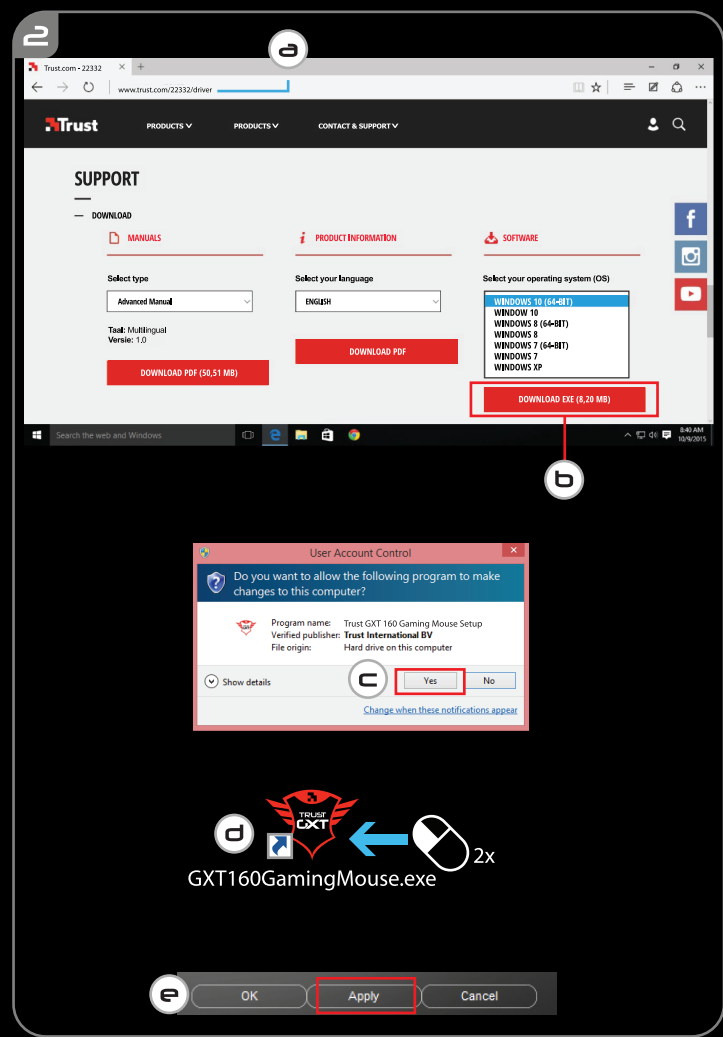 2
a
Trust.com - 22332
www.trust.com/22332/driver
Trust
PRODUCTS
PRODUCTS
CONTACT & SUPPORT
SUPPORT
DOWNLOAD
MANUALS
PRODUCT INFORMATION
SOFTWARE
Select type
Select your language
Select your operating system (OS)
Advanced Manual
ENGLISH
WINDOWS 10 (64-BIT)
WINDOW 10
WINDOWS 8 (64-BIT)
WINDOWS 8
WINDOWS 7 (64-BIT)
WINDOWS 7
WINDOWS XP
Taal: Multilingual
Versie: 1.0
DOWNLOAD PDF (50,51 MB)
DOWNLOAD PDF
DOWNLOAD EXE (8,20 MB)
f
Search the web and Windows
8:40 AM
10/9/2015
b
User Account Control
Do you want to allow the following program to make
changes to this computer?
Program name: Trust GXT 160 Gaming Mouse Setup
Verified publisher: Trust International BV
File origin: Hard drive on this computer
Show details
c
Yes
No
Change when these notifications appear
d
TRUST
GXT
2x
GXT160GamingMouse.exe
e
OK
Apply
Cancel